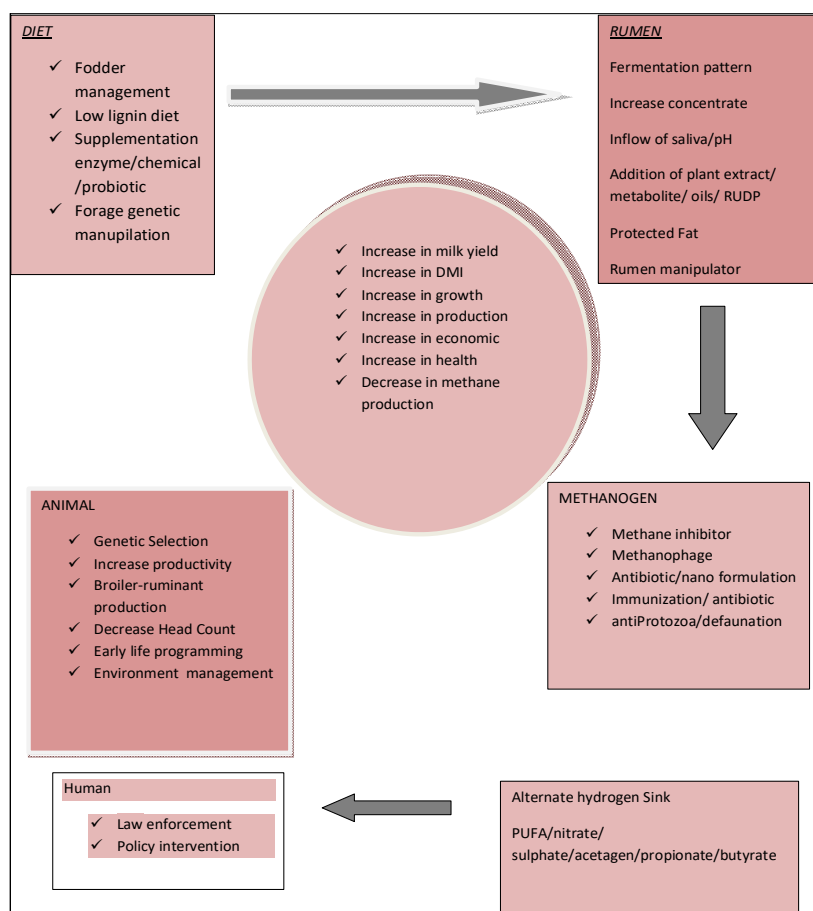 DIET
✓ Fodder
management
✓ Low lignin diet
✓ Supplementation
enzyme/chemical
/probiotic
✓ Forage genetic
manupilation
RUMEN
Fermentation pattern
Increase concentrate
Inflow of saliva/pH
Addition of plant extract/
metabolite/ oils/ RUDP
Protected Fat
Rumen manipulator
✓ Increase in milk yield
✓ Increase in DMI
✓ Increase in growth
✓ Increase in production
✓ Increase in economic
✓ Increase in health
✓ Decrease in methane
production
ANIMAL
✓ Genetic Selection
✓ Increase productivity
✓ Broiler-ruminant
production
✓ Decrease Head Count
✓ Early life programming
✓ Environment management
METHANOGEN
✓ Methane inhibitor
✓ Methanophage
✓ Antibiotic/nano formulation
✓ Immunization/ antibiotic
✓ antiProtozoa/defaunation
Human
✓ Law enforcement
✓ Policy intervention
Alternate hydrogen Sink
PUFA/nitrate/
sulphate/acetagen/propionate/butyrate